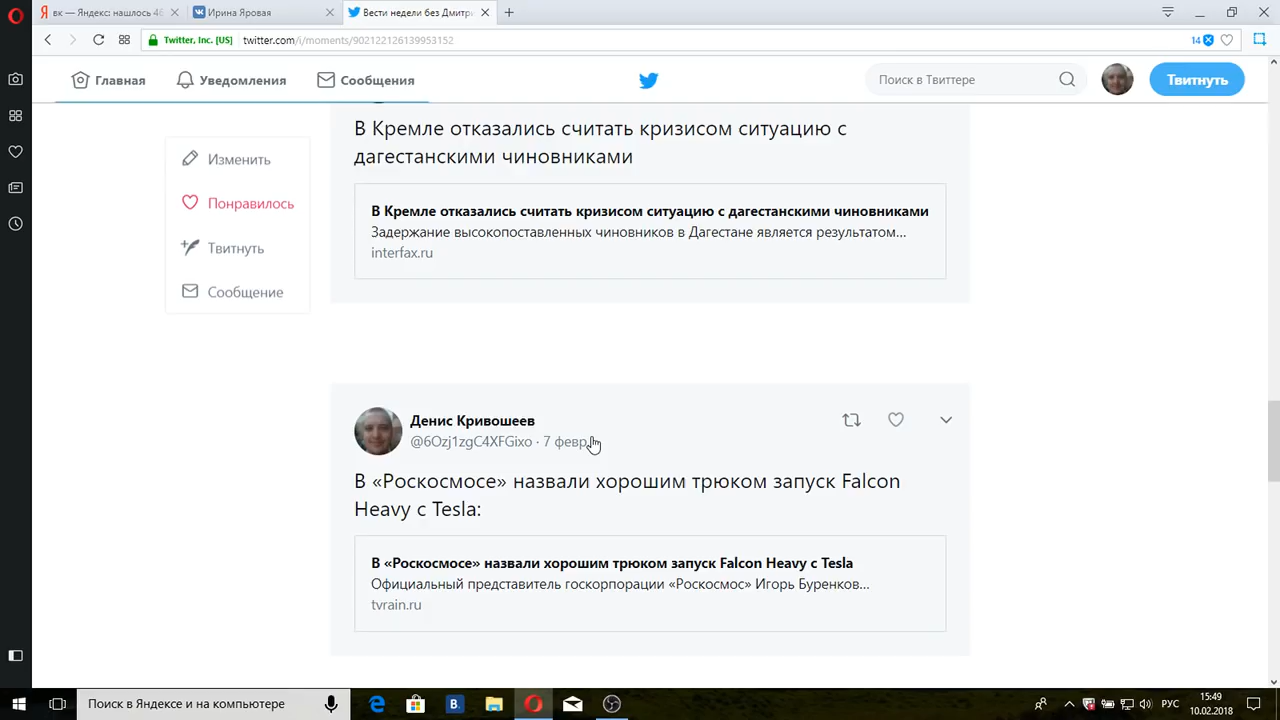 вк — Яндекс: нашлось 46
Ирина Яровая
Вести недели без Дмитр
Twitter, Inc. [US]
twitter.com/i/moments/902122126139953152
14
Главная
Уведомления
Сообщения
Поиск в Твиттере
Твитнуть
В Кремле отказались считать кризисом ситуацию с
дагестанскими чиновниками
Изменить
Понравилось
Твитнуть
Сообщение
В Кремле отказались считать кризисом ситуацию с дагестанскими чиновниками
Задержание высокопоставленных чиновников в Дагестане является результатом...
interfax.ru
Денис Кривошеев
@6Ozj1zgC4XFGixo · 7 февр
В «Роскосмосе» назвали хорошим трюком запуск Falcon
Heavy с Tesla:
В «Роскосмосе» назвали хорошим трюком запуск Falcon Heavy с Tesla
Официальный представитель госкорпорации «Роскосмос» Игорь Буренков...
tvrain.ru
Поиск в Яндексе и на компьютере
B.
РУС
15:49
10.02.2018